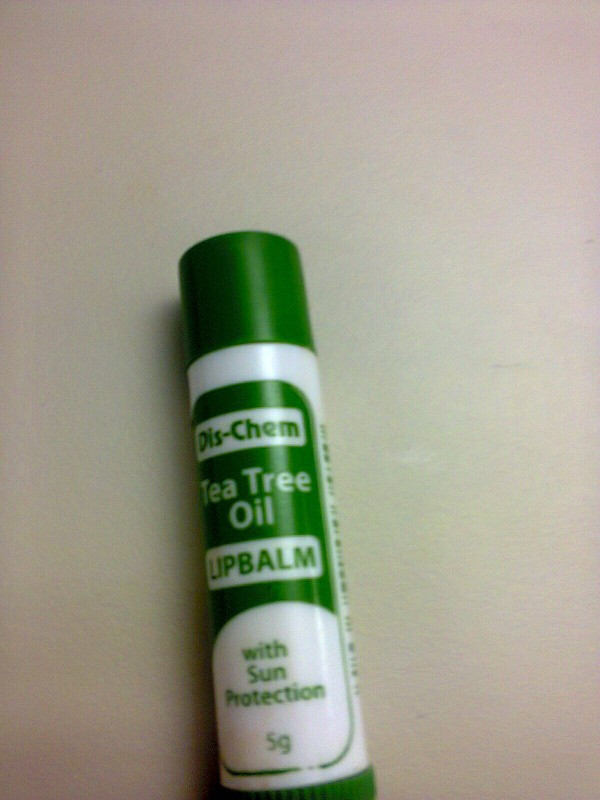 Dis-Chem
Tea Tree
Oil
LIPBALM
with
Sun
Protection
5g